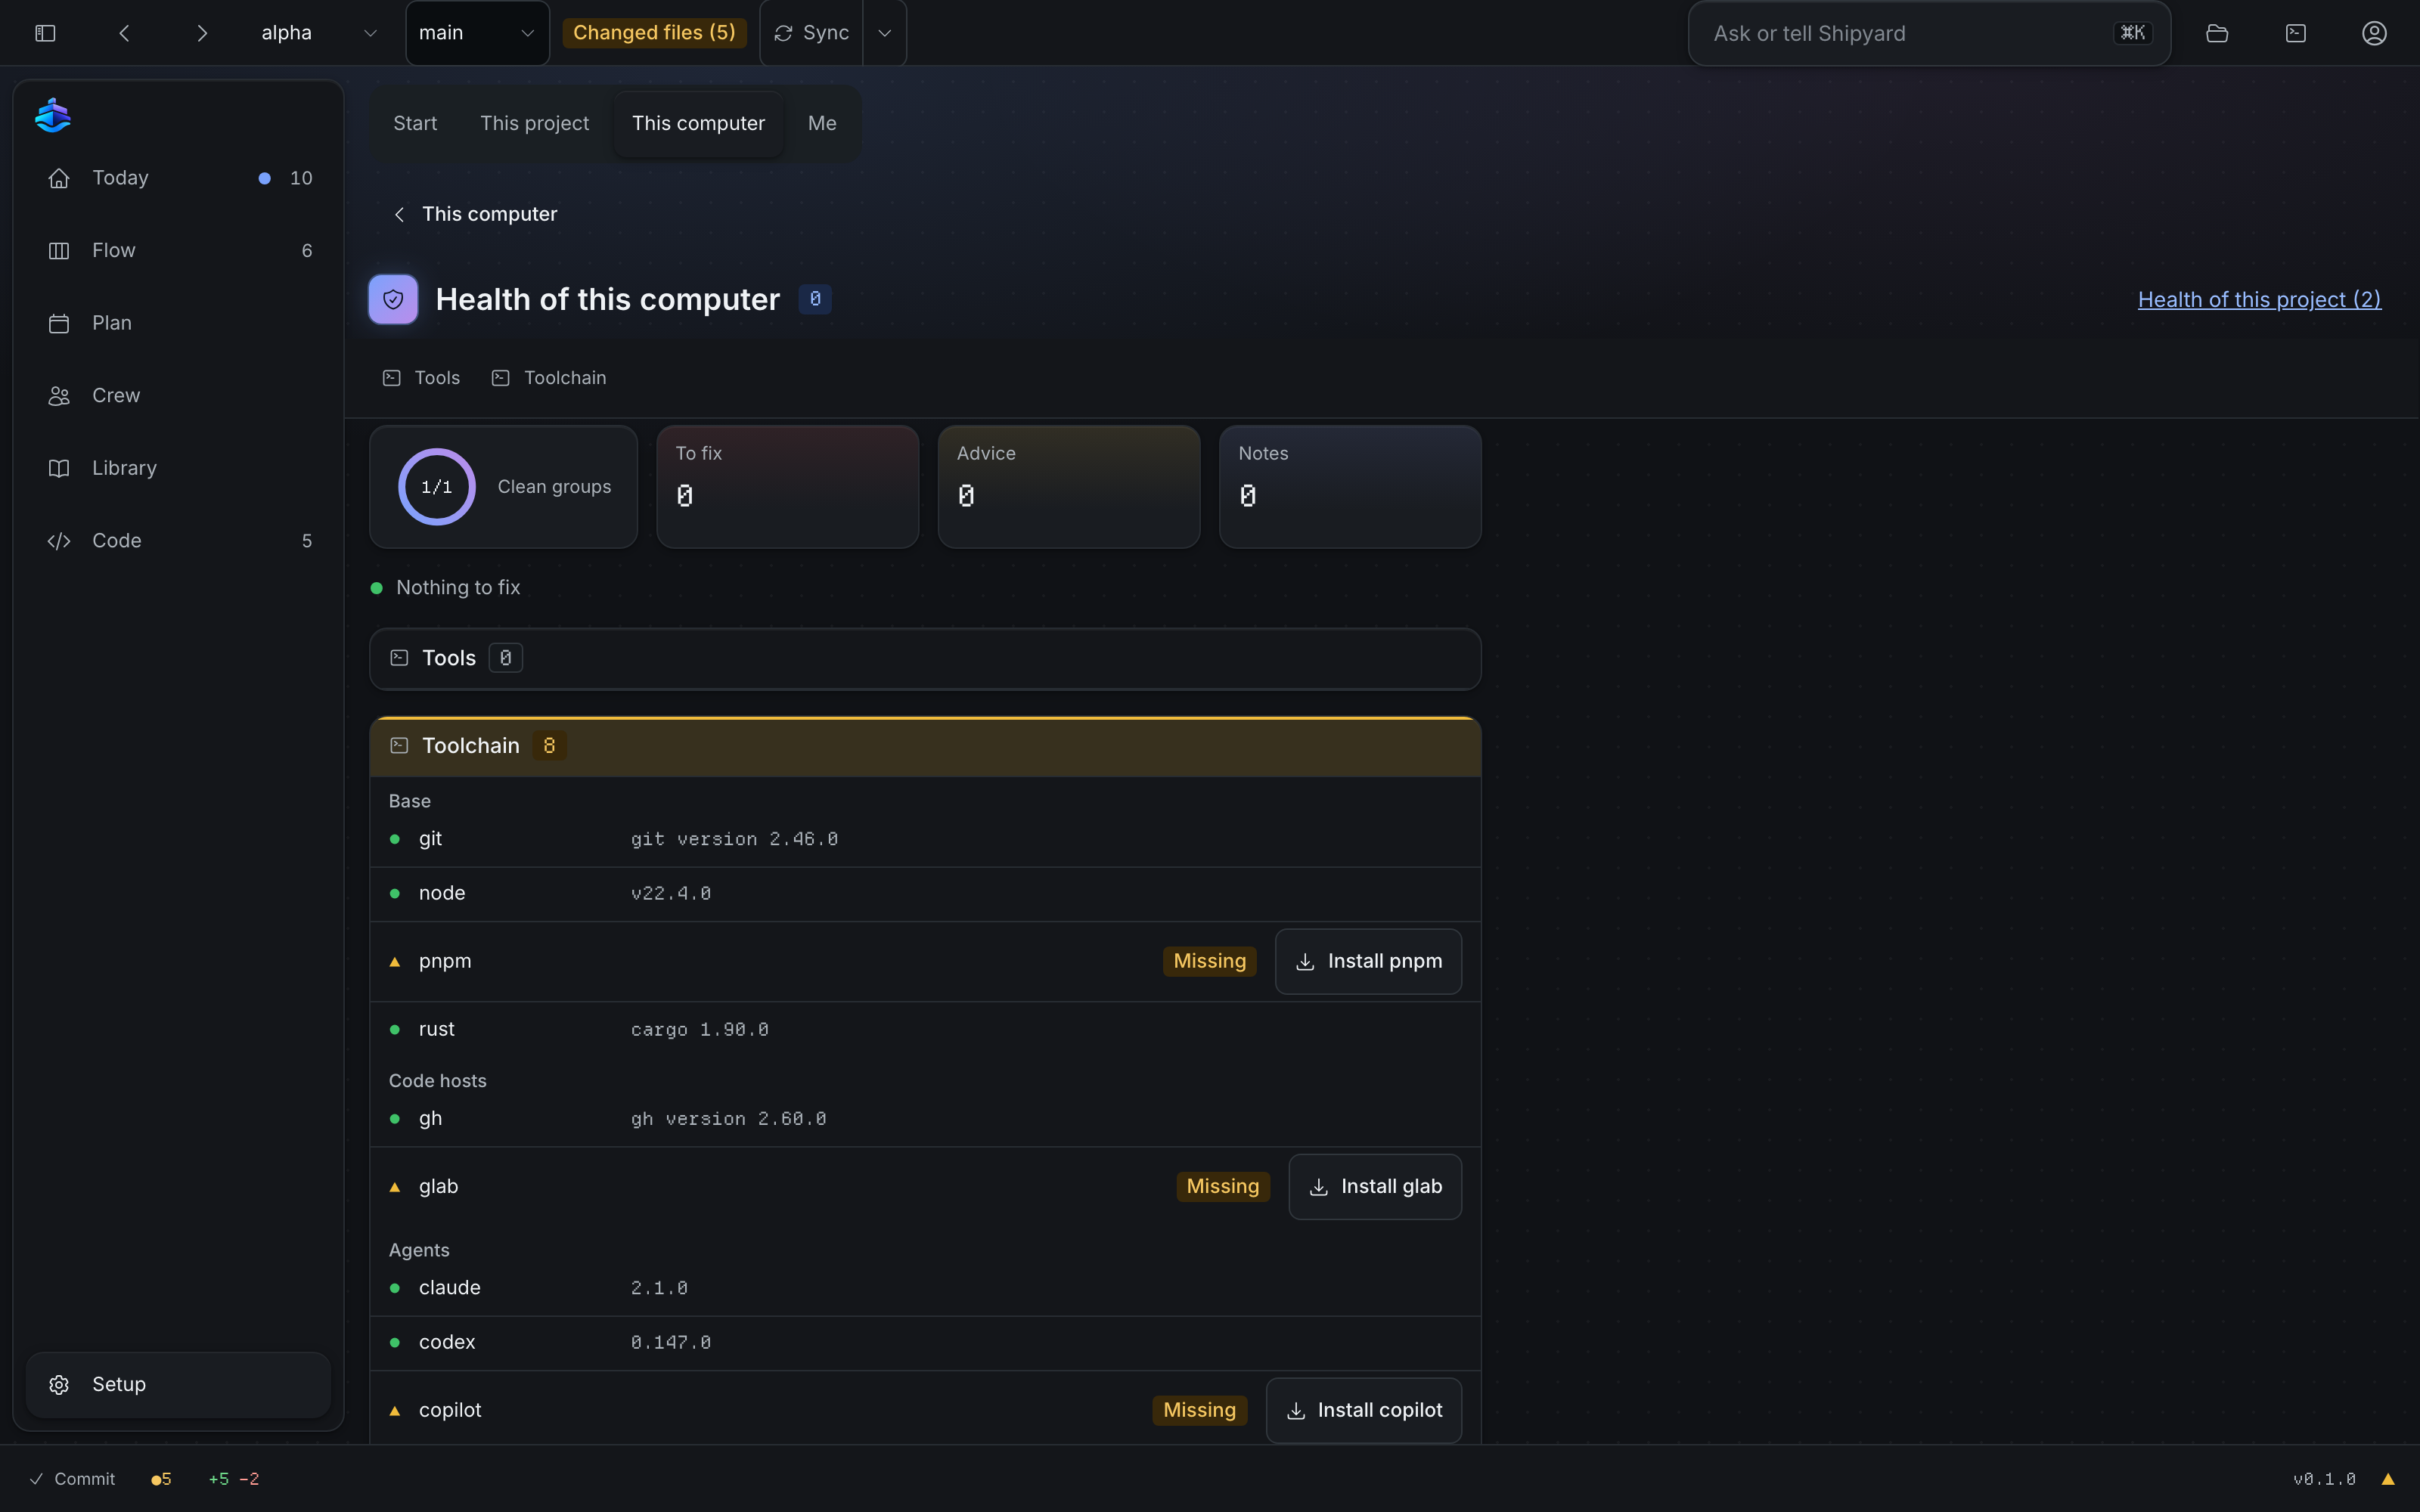 alpha
main
Changed files (5)
Sync
Ask or tell Shipyard
⌘K
Today 10
Flow 6
Plan
Crew
Library
Code 5
Setup
Start
This project
This computer
Me
This computer
Health of this computer 0
Health of this project (2)
Tools
Toolchain
1/1 Clean groups
To fix
0
Advice
0
Notes
0
Nothing to fix
Tools 0
Toolchain 8
Base
git git version 2.46.0
node v22.4.0
pnpm Missing Install pnpm
rust cargo 1.90.0
Code hosts
gh gh version 2.60.0
glab Missing Install glab
Agents
claude 2.1.0
codex 0.147.0
copilot Missing Install copilot
Commit 5 +5 -2
v0.1.0